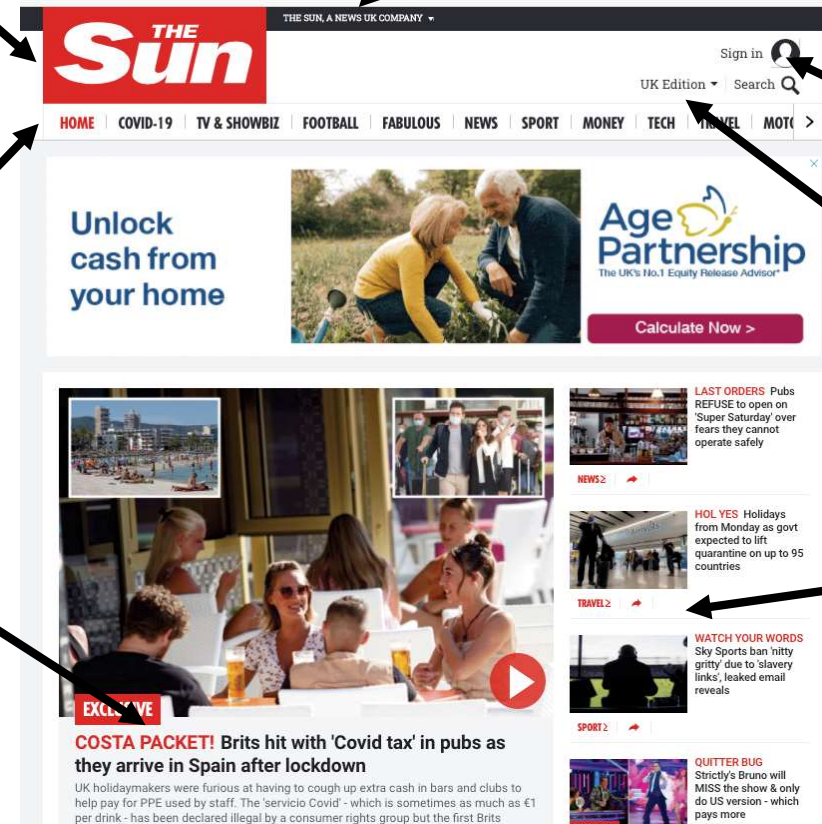 THE SUN, A NEWS UK COMPANY
THE
Sun
Sign in
UK Edition
Search
HOME
COVID-19
TV & SHOWBIZ
FOOTBALL
FABULOUS
NEWS
SPORT
MONEY
TECH
Unlock
cash from
your home
Age
Partnership
The UK's No.1 Equity Release Advisor*
Calculate Now >
EXCLUSIVE
COSTA PACKET! Brits hit with 'Covid tax' in pubs as
they arrive in Spain after lockdown
UK holidaymakers were furious at having to cough up extra cash in bars and clubs to
help pay for PPE used by staff. The 'servicio Covid' - which is sometimes as much as €1
per drink - has been declared illegal by a consumer rights group but the first Brits
LAST ORDERS Pubs
REFUSE to open on
'Super Saturday' over
fears they cannot
operate safely
NEWS
HOL YES Holidays
from Monday as govt
expected to lift
quarantine on up to 95
countries
TRAVEL
WATCH YOUR WORDS
Sky Sports ban 'nitty
gritty' due to 'slavery
links', leaked email
reveals
SPORT
QUITTER BUG
Strictly's Bruno will
MISS the show & only
do US version - which
pays more